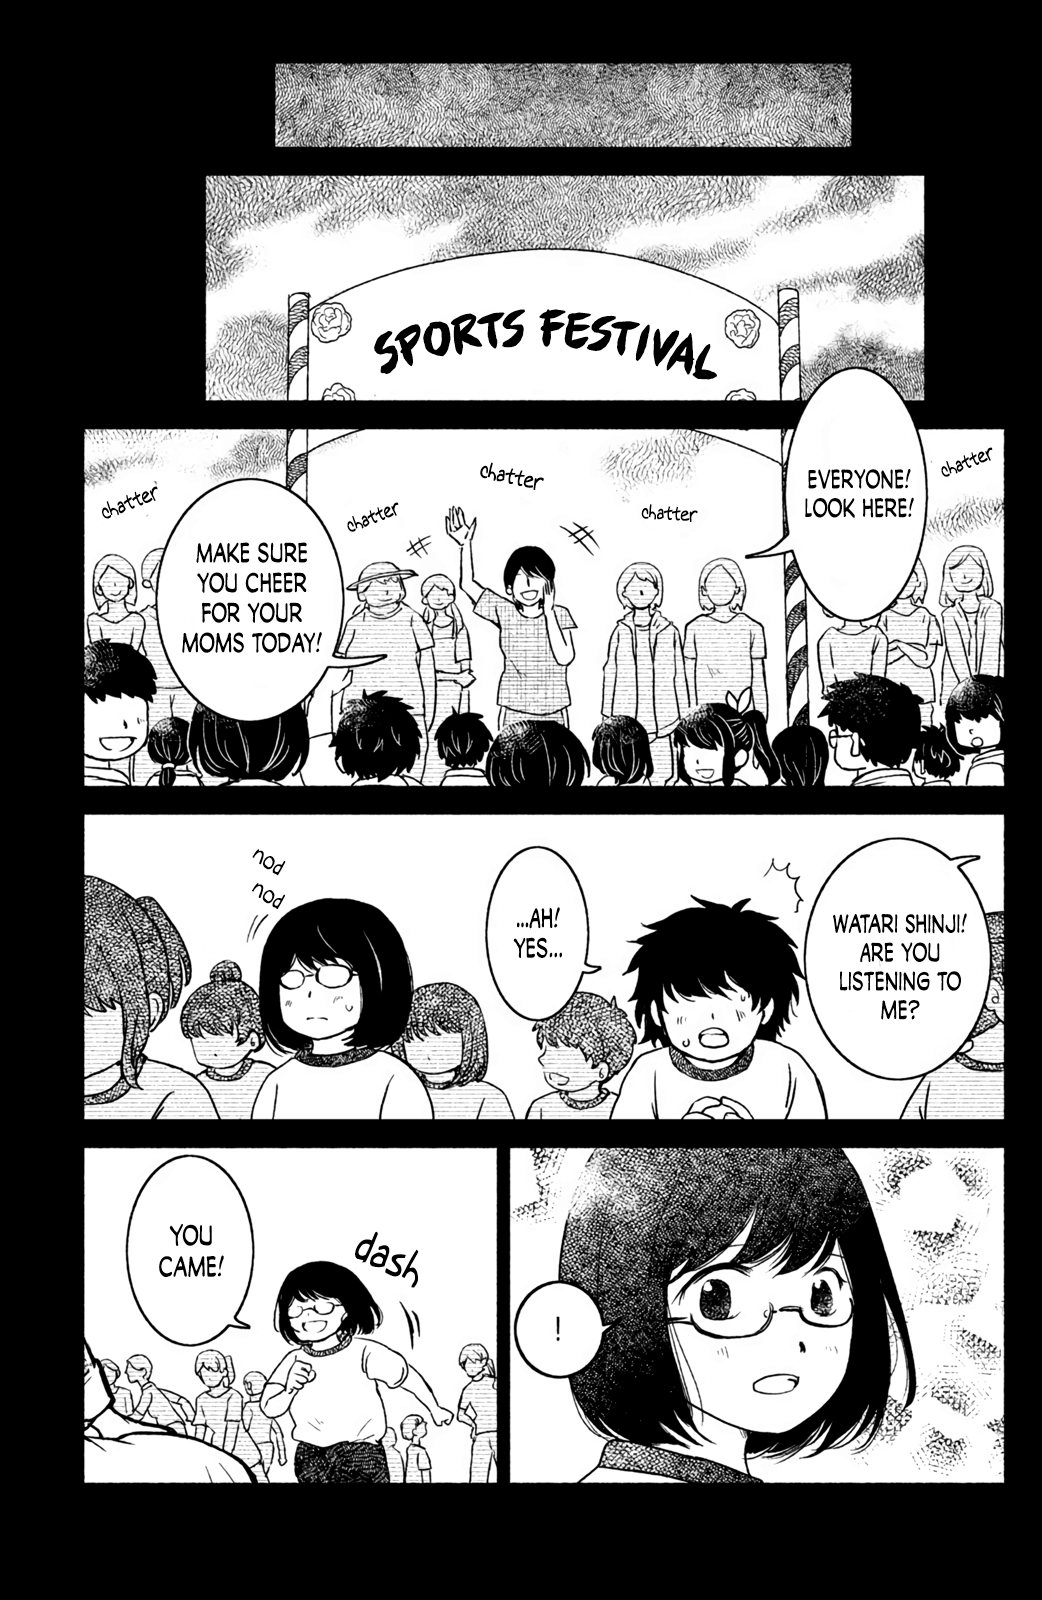 SPORTS FESTIVAL
EVERYONE!
LOOK HERE!
chatter
chatter
chatter
chatter
chatter
MAKE SURE
YOU CHEER
FOR YOUR
MOMS TODAY!
WATARI SHINJI!
ARE YOU
LISTENING TO
ME?
...AH!
YES...
nod
nod
!
YOU
CAME!
dash